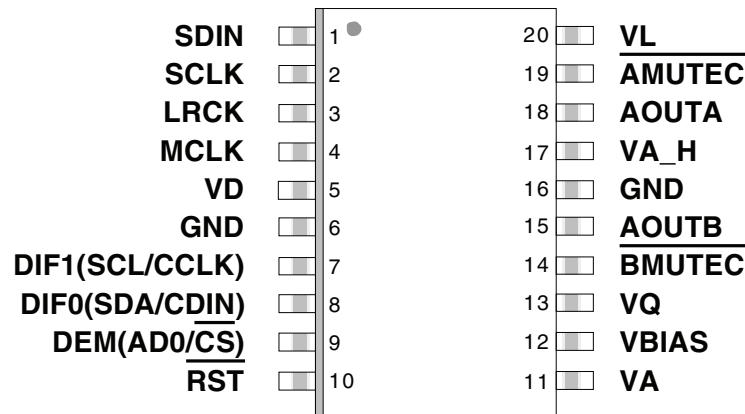 SDIN 1 20 VL
SCLK 2 19 AMUTEC
LRCK 3 18 AOUTA
MCLK 4 17 VA_H
VD 5 16 GND
GND 6 15 AOUTB
DIF1(SCL/CCLK) 7 14 BMUTEC
DIF0(SDA/CDIN) 8 13 VQ
DEM(AD0/CS) 9 12 VBIAS
RST 10 11 VA